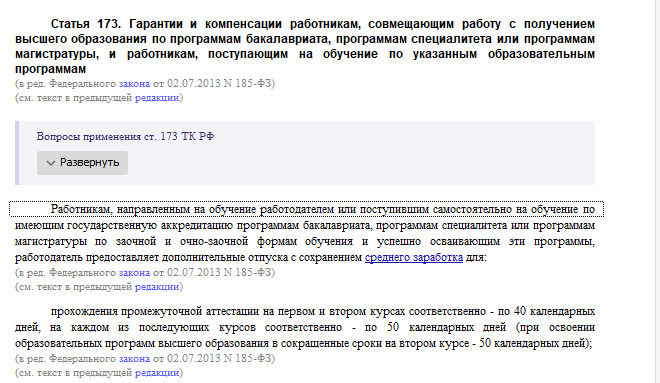 Статья 173. Гарантии и компенсации работникам, совмещающим работу с получением
высшего образования по программам бакалавриата, программам специалитета или программам
магистратуры, и работникам, поступающим на обучение по указанным образовательным
программам
(в ред. Федерального закона от 02.07.2013 N 185-ФЗ)
(см. текст в предыдущей редакции)
Вопросы применения ст. 173 ТК РФ
Развернуть
Работникам, направленным на обучение работодателем или поступившим самостоятельно на обучение по
имеющим государственную аккредитацию программам бакалавриата, программам специалитета или программам
магистратуры по заочной и очно-заочной формам обучения и успешно осваивающим эти программы,
работодатель предоставляет дополнительные отпуска с сохранением среднего заработка для:
(в ред. Федерального закона от 02.07.2013 N 185-ФЗ)
(см. текст в предыдущей редакции)
прохождения промежуточной аттестации на первом и втором курсах соответственно - по 40 календарных
дней, на каждом из последующих курсов соответственно - по 50 календарных дней (при освоении
образовательных программ высшего образования в сокращенные сроки на втором курсе - 50 календарных дней);
(в ред. Федерального закона от 02.07.2013 N 185-ФЗ)
(см. текст в предыдущей редакции)